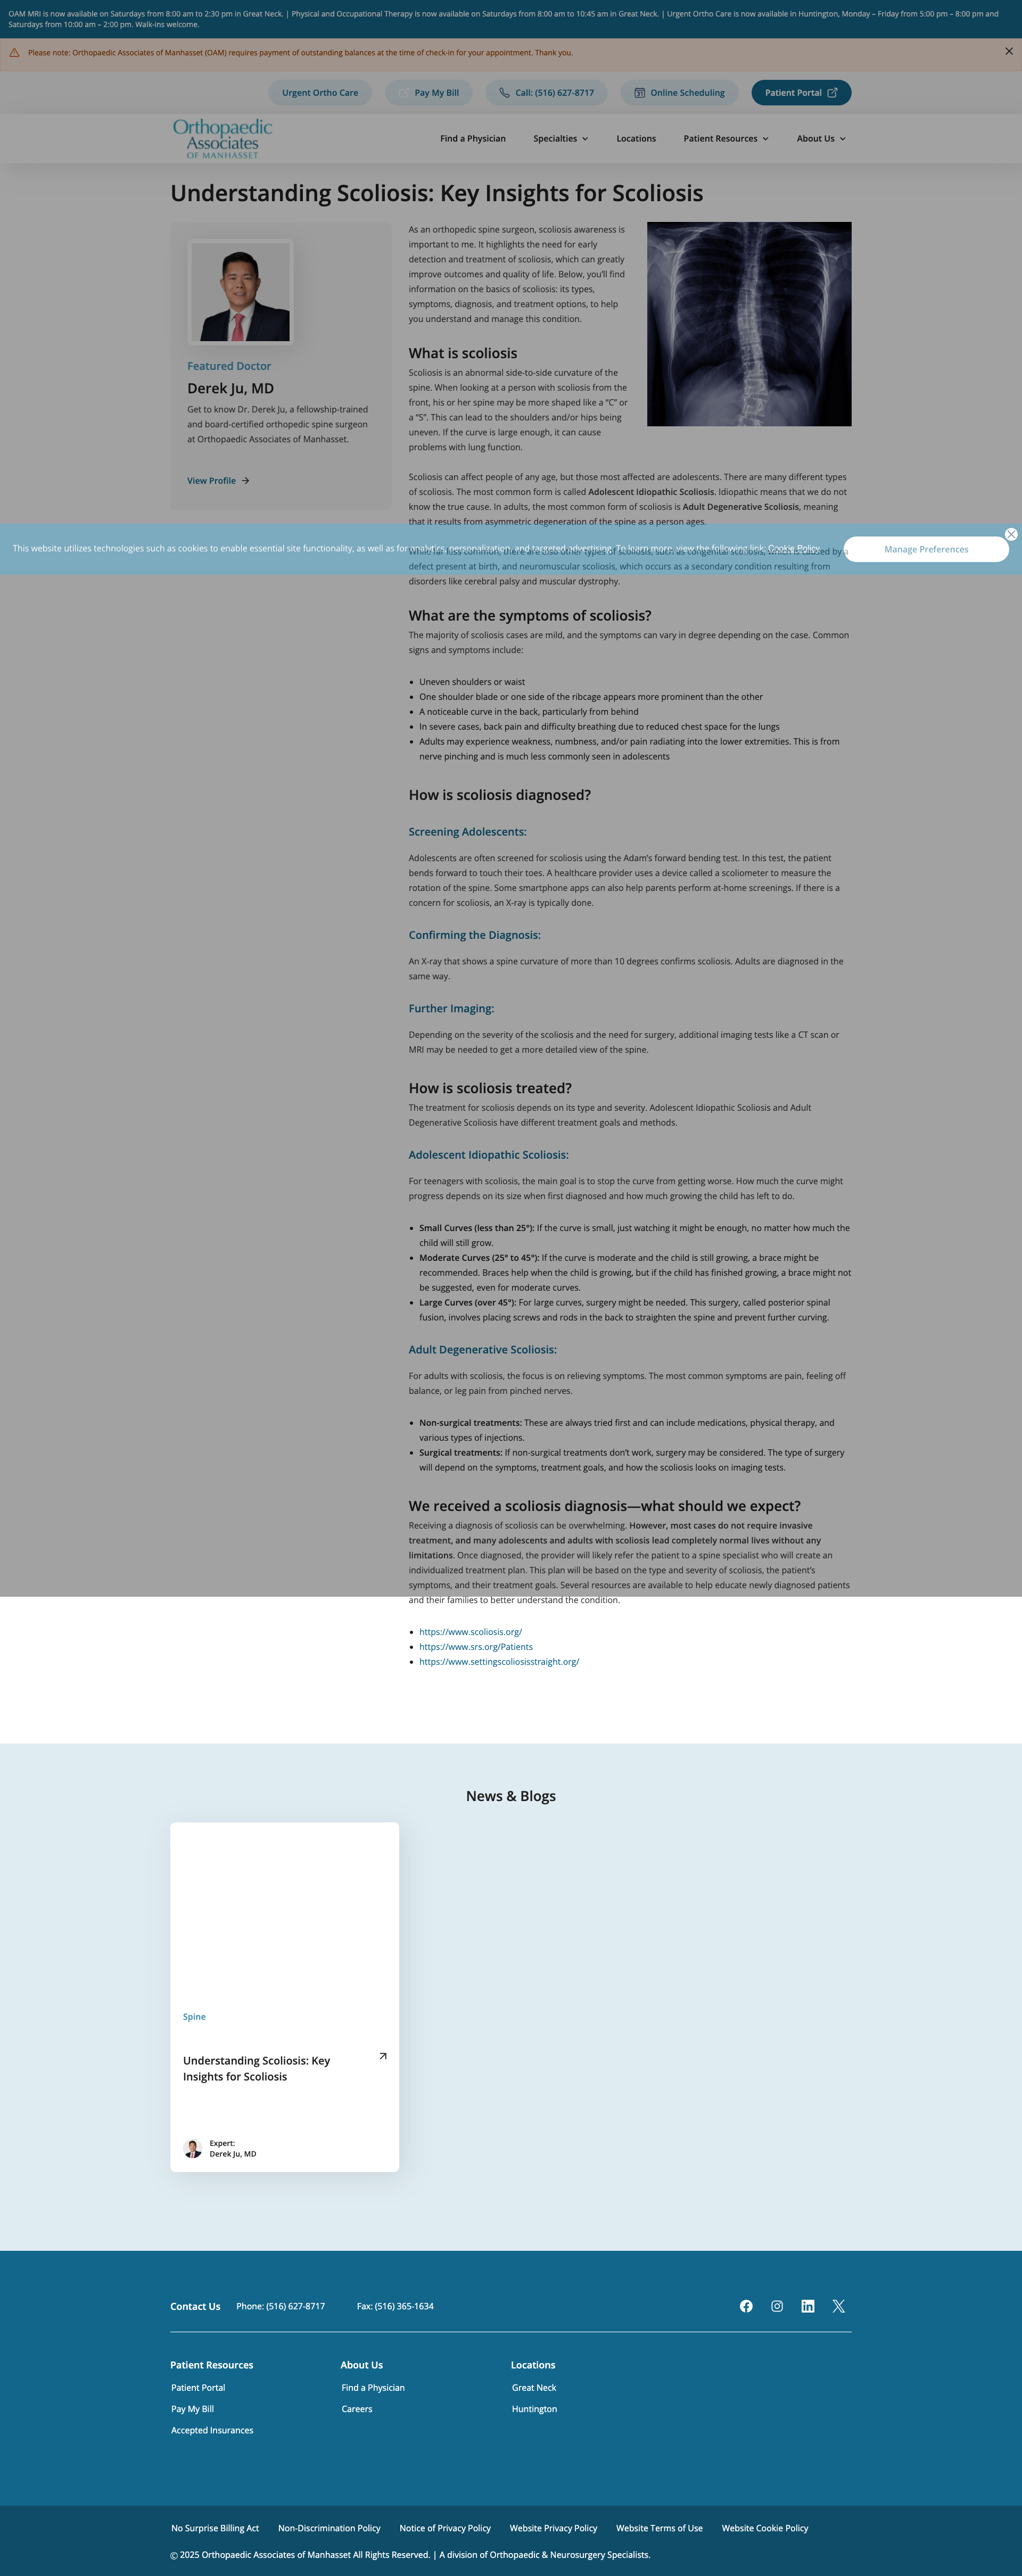 OAM MRI is now available on Saturdays from 8:00 am to 2:30 pm in Great Neck. | Physical and Occupational Therapy is now available on Saturdays from 8:00 am to 10:45 am in Great Neck. | Urgent Ortho Care is now available in Huntington, Monday – Friday from 5:00 pm – 8:00 pm and
Saturdays from 10:00 am – 2:00 pm. Walk-ins welcome.
Please note: Orthopaedic Associates of Manhasset (OAM) requires payment of outstanding balances at the time of check-in for your appointment. Thank you.
Urgent Ortho Care
Pay My Bill
Call: (516) 627-8717
31
Online Scheduling
Patient Portal
Orthopaedic
Associates
OF MANHASSET
Find a Physician
Specialties
Locations
Patient Resources
About Us
Understanding Scoliosis: Key Insights for Scoliosis
Featured Doctor
Derek Ju, MD
Get to know Dr. Derek Ju, a fellowship-trained
and board-certified orthopedic spine surgeon
at Orthopaedic Associates of Manhasset.
View Profile
As an orthopedic spine surgeon, scoliosis awareness is
important to me. It highlights the need for early
detection and treatment of scoliosis, which can greatly
improve outcomes and quality of life. Below, you’ll find
information on the basics of scoliosis: its types,
symptoms, diagnosis, and treatment options, to help
you understand and manage this condition.
What is scoliosis
Scoliosis is an abnormal side-to-side curvature of the
spine. When looking at a person with scoliosis from the
front, his or her spine may be more shaped like a “C” or
a “S”. This can lead to the shoulders and/or hips being
uneven. If the curve is large enough, it can cause
problems with lung function.
Scoliosis can affect people of any age, but those most affected are adolescents. There are many different types
of scoliosis. The most common form is called Adolescent Idiopathic Scoliosis. Idiopathic means that we do not
know the true cause. In adults, the most common form of scoliosis is Adult Degenerative Scoliosis, meaning
that it results from asymmetric degeneration of the spine as a person ages.
This website utilizes technologies such as cookies to enable essential site functionality, as well as for analytics, personalization, and targeted advertising. To learn more, view the following link: Cookie Policy
Manage Preferences
While far less common, there are also other types of scoliosis, such as congenital scoliosis, which is caused by a
defect present at birth, and neuromuscular scoliosis, which occurs as a secondary condition resulting from
disorders like cerebral palsy and muscular dystrophy.
What are the symptoms of scoliosis?
The majority of scoliosis cases are mild, and the symptoms can vary in degree depending on the case. Common
signs and symptoms include:
• Uneven shoulders or waist
• One shoulder blade or one side of the ribcage appears more prominent than the other
• A noticeable curve in the back, particularly from behind
• In severe cases, back pain and difficulty breathing due to reduced chest space for the lungs
• Adults may experience weakness, numbness, and/or pain radiating into the lower extremities. This is from
nerve pinching and is much less commonly seen in adolescents
How is scoliosis diagnosed?
Screening Adolescents:
Adolescents are often screened for scoliosis using the Adam’s forward bending test. In this test, the patient
bends forward to touch their toes. A healthcare provider uses a device called a scoliometer to measure the
rotation of the spine. Some smartphone apps can also help parents perform at-home screenings. If there is a
concern for scoliosis, an X-ray is typically done.
Confirming the Diagnosis:
An X-ray that shows a spine curvature of more than 10 degrees confirms scoliosis. Adults are diagnosed in the
same way.
Further Imaging:
Depending on the severity of the scoliosis and the need for surgery, additional imaging tests like a CT scan or
MRI may be needed to get a more detailed view of the spine.
How is scoliosis treated?
The treatment for scoliosis depends on its type and severity. Adolescent Idiopathic Scoliosis and Adult
Degenerative Scoliosis have different treatment goals and methods.
Adolescent Idiopathic Scoliosis:
For teenagers with scoliosis, the main goal is to stop the curve from getting worse. How much the curve might
progress depends on its size when first diagnosed and how much growing the child has left to do.
• Small Curves (less than 25°): If the curve is small, just watching it might be enough, no matter how much the
child will still grow.
• Moderate Curves (25° to 45°): If the curve is moderate and the child is still growing, a brace might be
recommended. Braces help when the child is growing, but if the child has finished growing, a brace might not
be suggested, even for moderate curves.
• Large Curves (over 45°): For large curves, surgery might be needed. This surgery, called posterior spinal
fusion, involves placing screws and rods in the back to straighten the spine and prevent further curving.
Adult Degenerative Scoliosis:
For adults with scoliosis, the focus is on relieving symptoms. The most common symptoms are pain, feeling off
balance, or leg pain from pinched nerves.
• Non-surgical treatments: These are always tried first and can include medications, physical therapy, and
various types of injections.
• Surgical treatments: If non-surgical treatments don’t work, surgery may be considered. The type of surgery
will depend on the symptoms, treatment goals, and how the scoliosis looks on imaging tests.
We received a scoliosis diagnosis—what should we expect?
Receiving a diagnosis of scoliosis can be overwhelming. However, most cases do not require invasive
treatment, and many adolescents and adults with scoliosis lead completely normal lives without any
limitations. Once diagnosed, the provider will likely refer the patient to a spine specialist who will create an
individualized treatment plan. This plan will be based on the type and severity of scoliosis, the patient’s
symptoms, and their treatment goals. Several resources are available to help educate newly diagnosed patients
and their families to better understand the condition.
• https://www.scoliosis.org/
• https://www.srs.org/Patients
• https://www.settingscoliosisstraight.org/
News & Blogs
Spine
Understanding Scoliosis: Key
Insights for Scoliosis
Expert:
Derek Ju, MD
Contact Us
Phone: (516) 627-8717
Fax: (516) 365-1634
Patient Resources
Patient Portal
Pay My Bill
Accepted Insurances
About Us
Find a Physician
Careers
Locations
Great Neck
Huntington
No Surprise Billing Act
Non-Discrimination Policy
Notice of Privacy Policy
Website Privacy Policy
Website Terms of Use
Website Cookie Policy
© 2025 Orthopaedic Associates of Manhasset All Rights Reserved. | A division of Orthopaedic & Neurosurgery Specialists.